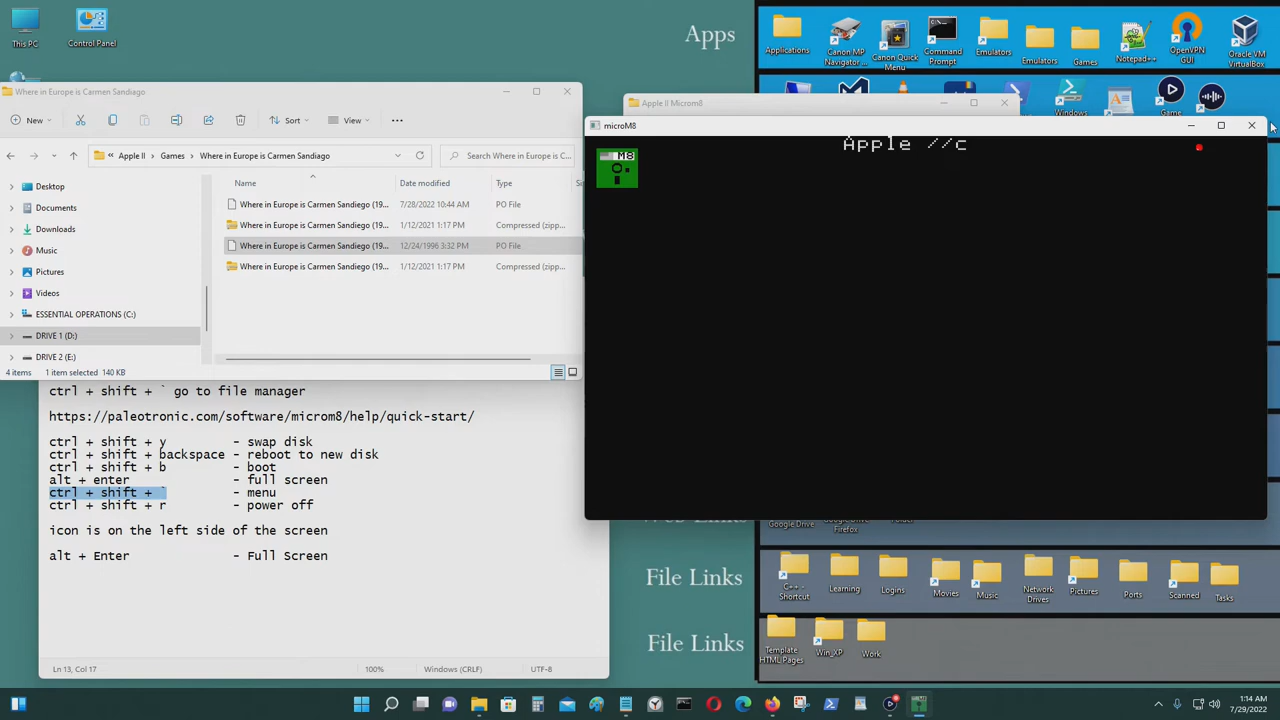 This PC
Control Panel
Apps
Applications
Canon MP
Navigator ...
Canon Quick
Menu
Command
Prompt
Emulators
Emulators
Games
Notepad++
OpenVPN
GUI
Oracle VM
VirtualBox
Windows
Game
Where in Europe is Carmen Sandiago
New
Sort
View
Apple II
Games
Where in Europe is Carmen Sandiago
Search Where in Europe is ...
Name
Date modified
Type
Desktop
Documents
Downloads
Music
Pictures
Videos
ESSENTIAL OPERATIONS (C:)
DRIVE 1 (D:)
DRIVE 2 (E:)
Where in Europe is Carmen Sandiego (19...
7/28/2022 10:44 AM
PO File
Where in Europe is Carmen Sandiego (19...
1/12/2021 1:17 PM
Compressed (zipp...
Where in Europe is Carmen Sandiego (19...
12/24/1996 3:32 PM
PO File
Where in Europe is Carmen Sandiego (19...
1/12/2021 1:17 PM
Compressed (zipp...
4 items
1 item selected 140 KB
Apple II Microm8
microM8
Apple //c
M8
ctrl + shift + ` go to file manager
https://paleotronic.com/software/microm8/help/quick-start/
ctrl + shift + y - swap disk
ctrl + shift + backspace - reboot to new disk
ctrl + shift + b - boot
alt + enter - full screen
ctrl + shift + ` - menu
ctrl + shift + r - power off
icon is on the left side of the screen
alt + Enter - Full Screen
Ln 13, Col 17
100%
Windows (CRLF)
UTF-8
Google Drive
Google Drive
Firefox
File Links
C++ -
Shortcut
Learning
Logins
Movies
Music
Network
Drives
Pictures
Ports
Scanned
Tasks
File Links
Template
HTML Pages
Win_XP
Work
1:14 AM
7/29/2022